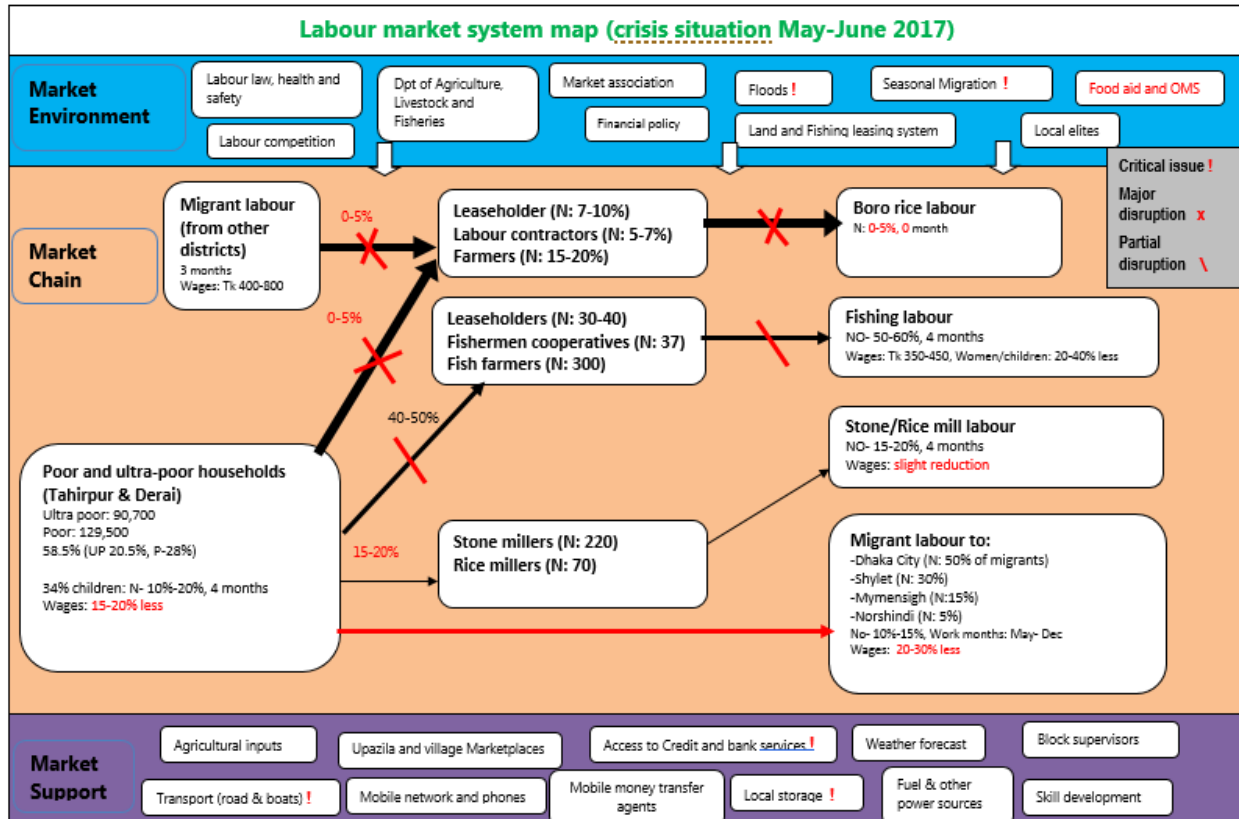 Labour market system map (crisis situation May-June 2017)
Market
Environment
Labour law, health and
safety
Labour competition
Dpt of Agriculture,
Livestock and
Fisheries
Market association
Financial policy
Floods !
Land and Fishing leasing system
Seasonal Migration !
Local elites
Food aid and OMS
Critical issue !
Major
disruption x
Partial
disruption \
Market
Chain
Migrant labour
(from other
districts)
3 months
Wages: Tk 400-800
0-5%
0-5%
Leaseholder (N: 7-10%)
Labour contractors (N: 5-7%)
Farmers (N: 15-20%)
Boro rice labour
N: 0-5%, 0 month
Leaseholders (N: 30-40)
Fishermen cooperatives (N: 37)
Fish farmers (N: 300)
Fishing labour
NO- 50-60%, 4 months
Wages: Tk 350-450, Women/children: 20-40% less
40-50%
Stone/Rice mill labour
NO- 15-20%, 4 months
Wages: slight reduction
Poor and ultra-poor households
(Tahirpur & Derai)
Ultra poor: 90,700
Poor: 129,500
58.5% (UP 20.5%, P-28%)
34% children: N- 10%-20%, 4 months
Wages: 15-20% less
15-20%
Stone millers (N: 220)
Rice millers (N: 70)
Migrant labour to:
-Dhaka City (N: 50% of migrants)
-Shylet (N: 30%)
-Mymensigh (N:15%)
-Norshindi (N: 5%)
No- 10%-15%, Work months: May- Dec
Wages: 20-30% less
Market
Support
Agricultural inputs
Upazila and village Marketplaces
Access to Credit and bank services !
Weather forecast
Block supervisors
Transport (road & boats) !
Mobile network and phones
Mobile money transfer
agents
Local storage !
Fuel & other
power sources
Skill development